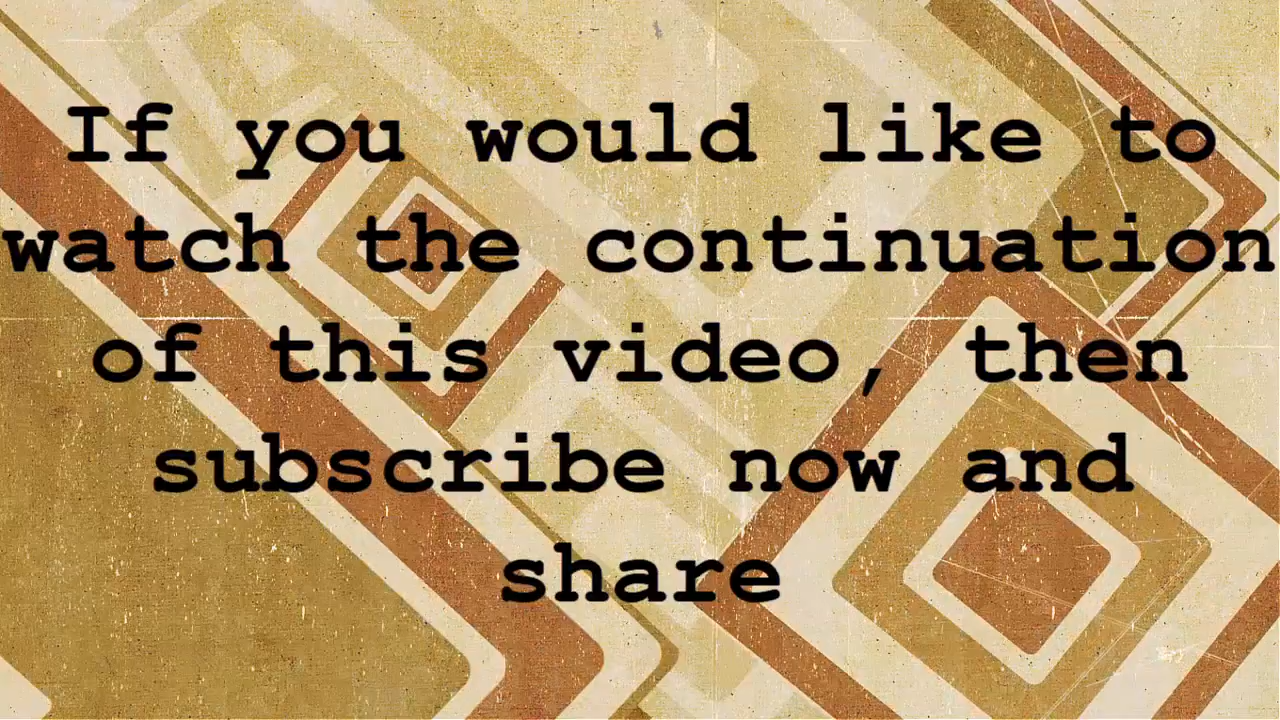 If you would like to
watch the continuation
of this video, then
subscribe now and
share